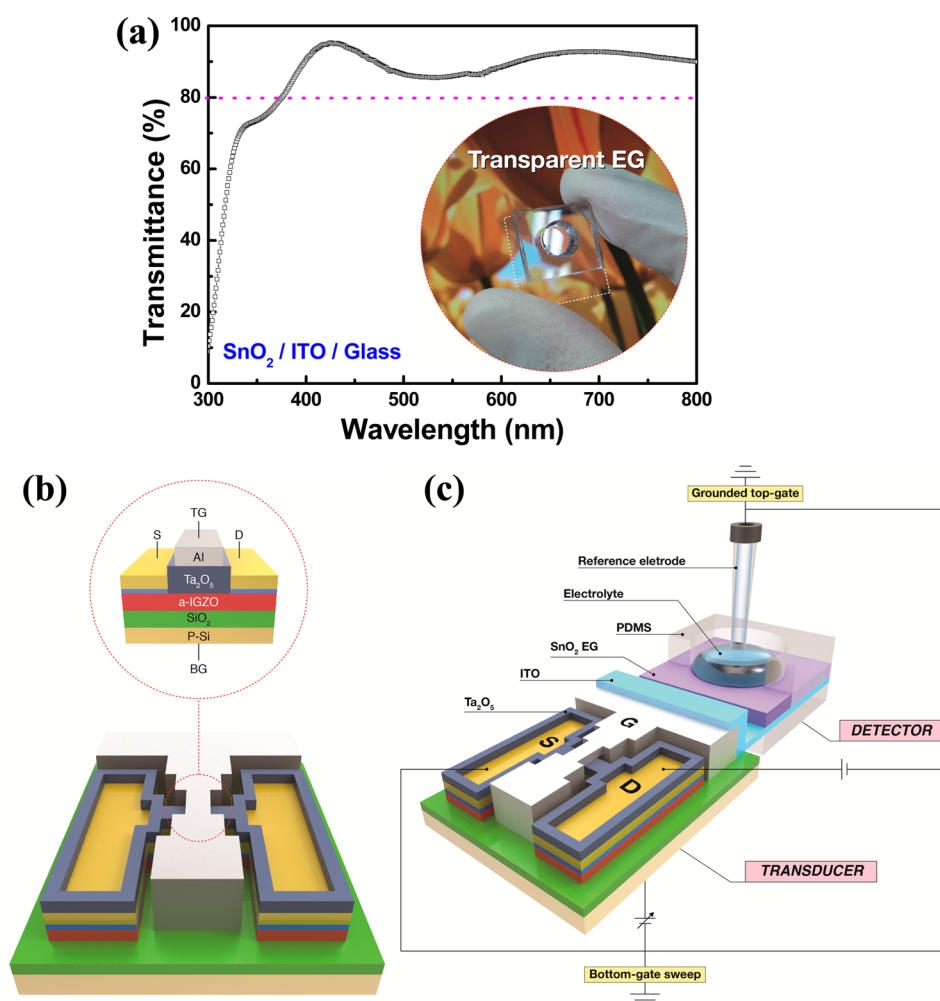 (a)
100
80
60
40
20
0
Transmittance (%)
Transparent EG
SnO₂ / ITO / Glass
300
400
500
600
700
800
Wavelength (nm)
(b)
TG
S
D
Al
Ta₂O₅
a-IGZO
SiO₂
P-Si
BG
(c)
Grounded top-gate
Reference eletrode
Electrolyte
PDMS
SnO₂ EG
ITO
Ta₂O₅
G
S
D
DETECTOR
TRANSDUCER
Bottom-gate sweep